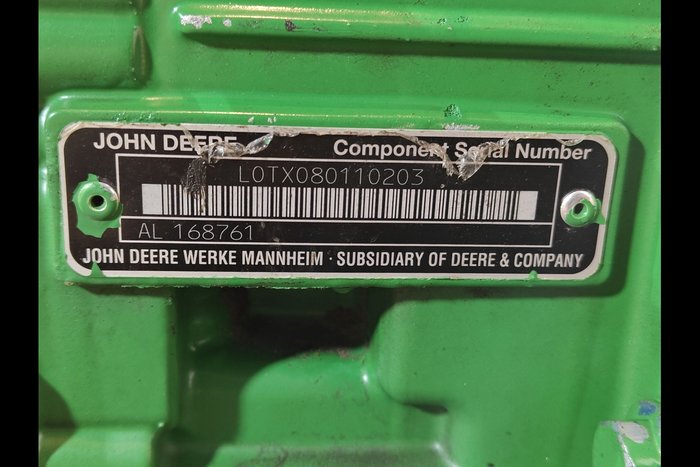 JOHN DEERE
Component Serial Number
L0TX080110203
AL 168761
JOHN DEERE WERKE MANNHEIM · SUBSIDIARY OF DEERE & COMPANY